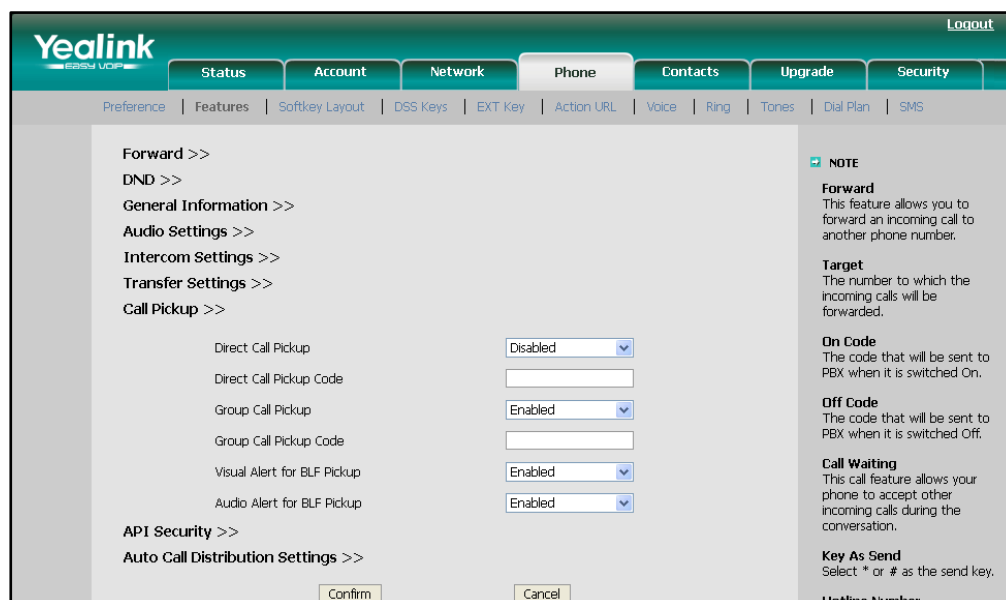 Logout
Yealink
EASY VOIP
Status Account Network Phone Contacts Upgrade Security
Preference | Features | Softkey Layout | DSS Keys | EXT Key | Action URL | Voice | Ring | Tones | Dial Plan | SMS
Forward >>
DND >>
General Information >>
Audio Settings >>
Intercom Settings >>
Transfer Settings >>
Call Pickup >>
Direct Call Pickup Disabled
Direct Call Pickup Code
Group Call Pickup Enabled
Group Call Pickup Code
Visual Alert for BLF Pickup Enabled
Audio Alert for BLF Pickup Enabled
API Security >>
Auto Call Distribution Settings >>
Confirm Cancel
NOTE
Forward
This feature allows you to
forward an incoming call to
another phone number.
Target
The number to which the
incoming calls will be
forwarded.
On Code
The code that will be sent to
PBX when it is switched On.
Off Code
The code that will be sent to
PBX when it is switched Off.
Call Waiting
This call feature allows your
phone to accept other
incoming calls during the
conversation.
Key As Send
Select * or # as the send key.
Hotline Number